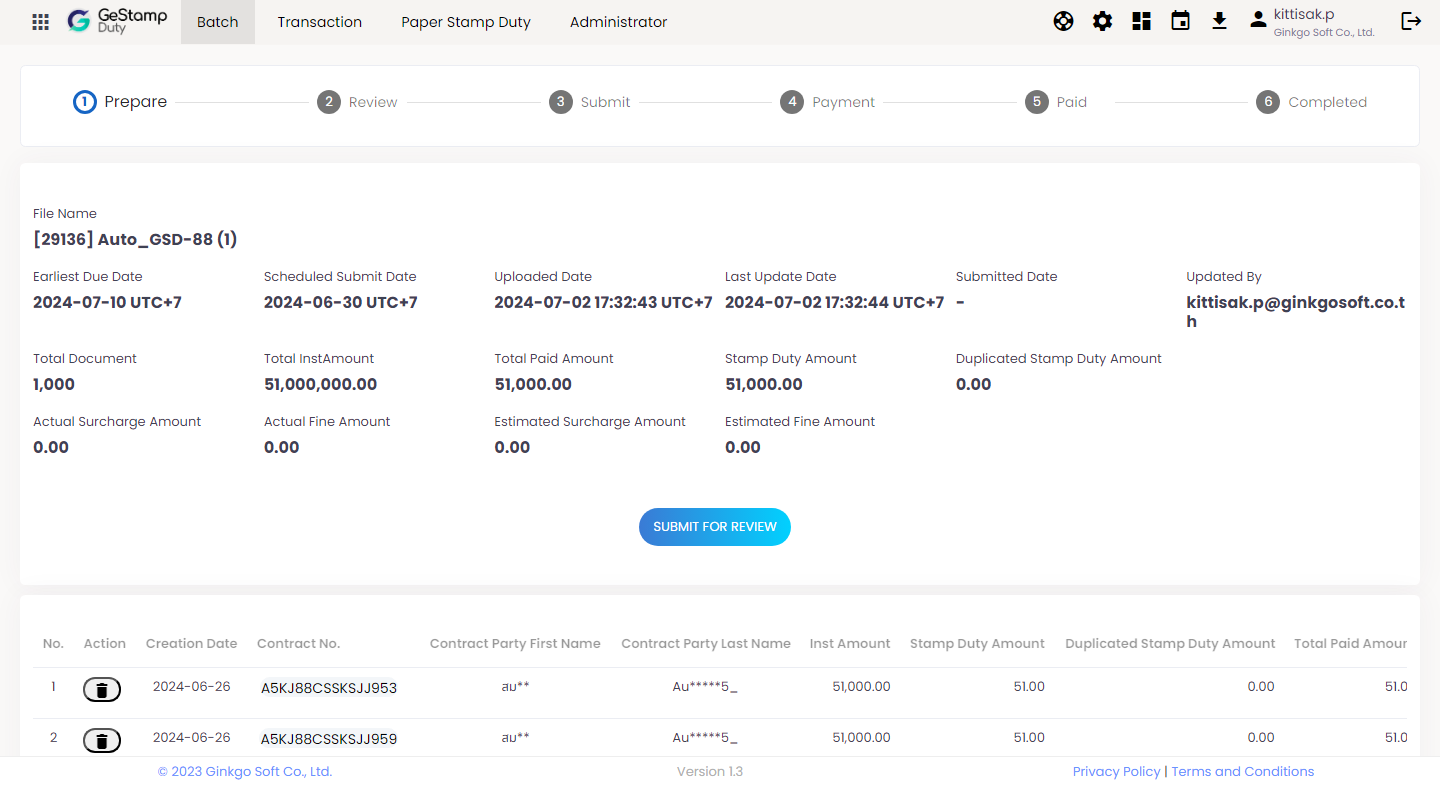 GeStamp
Duty
Batch
Transaction
Paper Stamp Duty
Administrator
kittisak.p
Ginkgo Soft Co., Ltd.
1 Prepare
2 Review
3 Submit
4 Payment
5 Paid
6 Completed
File Name
[29136] Auto_GSD-88 (1)
Earliest Due Date
2024-07-10 UTC+7
Scheduled Submit Date
2024-06-30 UTC+7
Uploaded Date
2024-07-02 17:32:43 UTC+7
Last Update Date
2024-07-02 17:32:44 UTC+7
Submitted Date
-
Updated By
kittisak.p@ginkgosoft.co.t
h
Total Document
1,000
Total InstAmount
51,000,000.00
Total Paid Amount
51,000.00
Stamp Duty Amount
51,000.00
Duplicated Stamp Duty Amount
0.00
Actual Surcharge Amount
0.00
Actual Fine Amount
0.00
Estimated Surcharge Amount
0.00
Estimated Fine Amount
0.00
SUBMIT FOR REVIEW
No. Action Creation Date Contract No. Contract Party First Name Contract Party Last Name Inst Amount Stamp Duty Amount Duplicated Stamp Duty Amount Total Paid Amour
1 2024-06-26 A5KJ88CSSKSJJ953 สม** Au*****5_ 51,000.00 51.00 0.00 51.0
2 2024-06-26 A5KJ88CSSKSJJ959 สม** Au*****5_ 51,000.00 51.00 0.00 51.0
© 2023 Ginkgo Soft Co., Ltd.
Version 1.3
Privacy Policy | Terms and Conditions